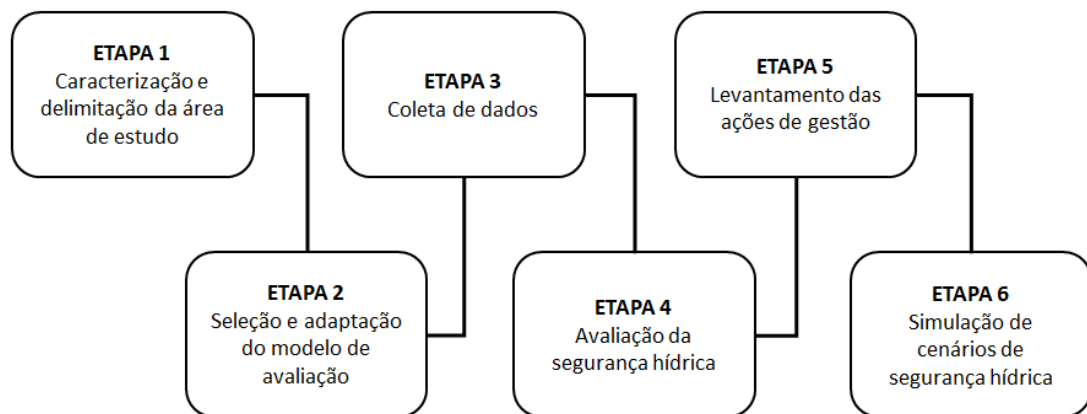 ETAPA 1
Caracterização e
delimitação da área
de estudo
ETAPA 2
Seleção e adaptação
do modelo de
avaliação
ETAPA 3
Coleta de dados
ETAPA 4
Avaliação da
segurança hídrica
ETAPA 5
Levantamento das
ações de gestão
ETAPA 6
Simulação de
cenários de
segurança hídrica